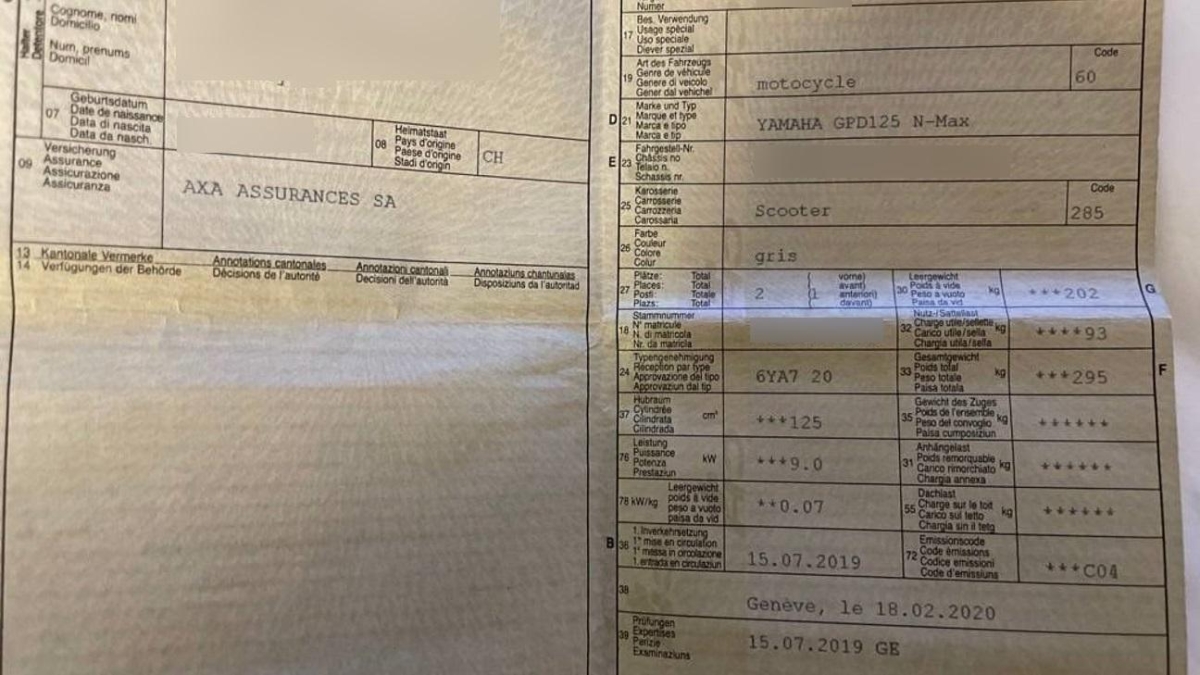 Halter
Détenteur
Cognome, nomi
Domicilio
Num, prenums
Domicil
07
Geburtsdatum
Date de naissance
Data di nascita
Data da nasch.
08
Heimatstaat
Pays d'origine
Paese d'origine
Stadi d'origin
CH
09
Versicherung
Assurance
Assicurazione
Assicuranza
AXA ASSURANCES SA
13 Kantonale Vermerke Annotations cantonales Annotazioni cantonali Annotaziuns chantunalas
14 Verfügungen der Behörde Décisions de l'autorité Decisioni dell'autorità Disposiziuns da l'autoritad
Numer
17
Bes. Verwendung
Usage spécial
Uso speciale
Diever spezial
19
Art des Fahrzeugs
Genre de véhicule
Genere di veicolo
Gener dal vehichel
motocycle
Code
60
D 21
Marke und Typ
Marque et type
Marca e tipo
Marca e tip
YAMAHA GPD125 N-Max
E 23
Fahrgestell-Nr.
Châssis no
Telaio n.
Schassis nr.
25
Karosserie
Carrosserie
Carrozzeria
Carossaria
Scooter
Code
285
26
Farbe
Couleur
Colore
Colur
gris
27
Plätze: Total
Places: Total
Posti: Totale
Plazs: Total
2
( vorne)
avant)
(1 anteriori)
davant)
30
Leergewicht
Poids à vide
Peso a vuoto
Paisa da vid
kg
***202
G
18
Stammnummer
N° matricule
N. di matricola
Nr. da matricla
32
Nutz-/Sattellast
Charge utile/sellette
Carico utile/sella
Chargia utila/sella
kg
****93
24
Typengenehmigung
Réception par type
Approvazione del tipo
Approvaziun dal tip
6YA7 20
33
Gesamtgewicht
Poids total
Peso totale
Paisa totala
kg
***295
F
37
Hubraum
Cylindrée
Cilindrata
Cilindrada
cm³
***125
35
Gewicht des Zuges
Poids de l'ensemble
Peso del convoglio
Paisa cumposiziun
kg
******
76
Leistung
Puissance
Potenza
Prestaziun
kW
***9.0
31
Anhängelast
Poids remorquable
Carico rimorchiato
Chargia annexa
kg
******
78 kW/kg
Leergewicht
poids à vide
peso a vuoto
paisa da vid
**0.07
55
Dachlast
Charge sur le toit
Carico sul tetto
Chargia sin il tetg
kg
******
B 36
1. Inverkehrsetzung
1re mise en circulation
1a messa in circolazione
1. entrada en circulaziun
15.07.2019
72
Emissionscode
Code émissions
Codice emissioni
Code d'emissiuns
***C04
38
Genève, le 18.02.2020
39
Prüfungen
Expertises
Perizie
Examinaziuns
15.07.2019 GE